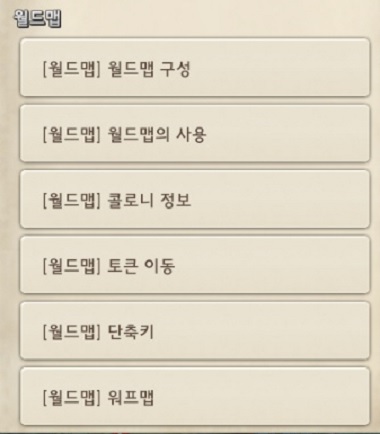 월드맵
[월드맵] 월드맵 구성
[월드맵] 월드맵의 사용
[월드맵] 콜로니 정보
[월드맵] 토큰 이동
[월드맵] 단축키
[월드맵] 워프맵